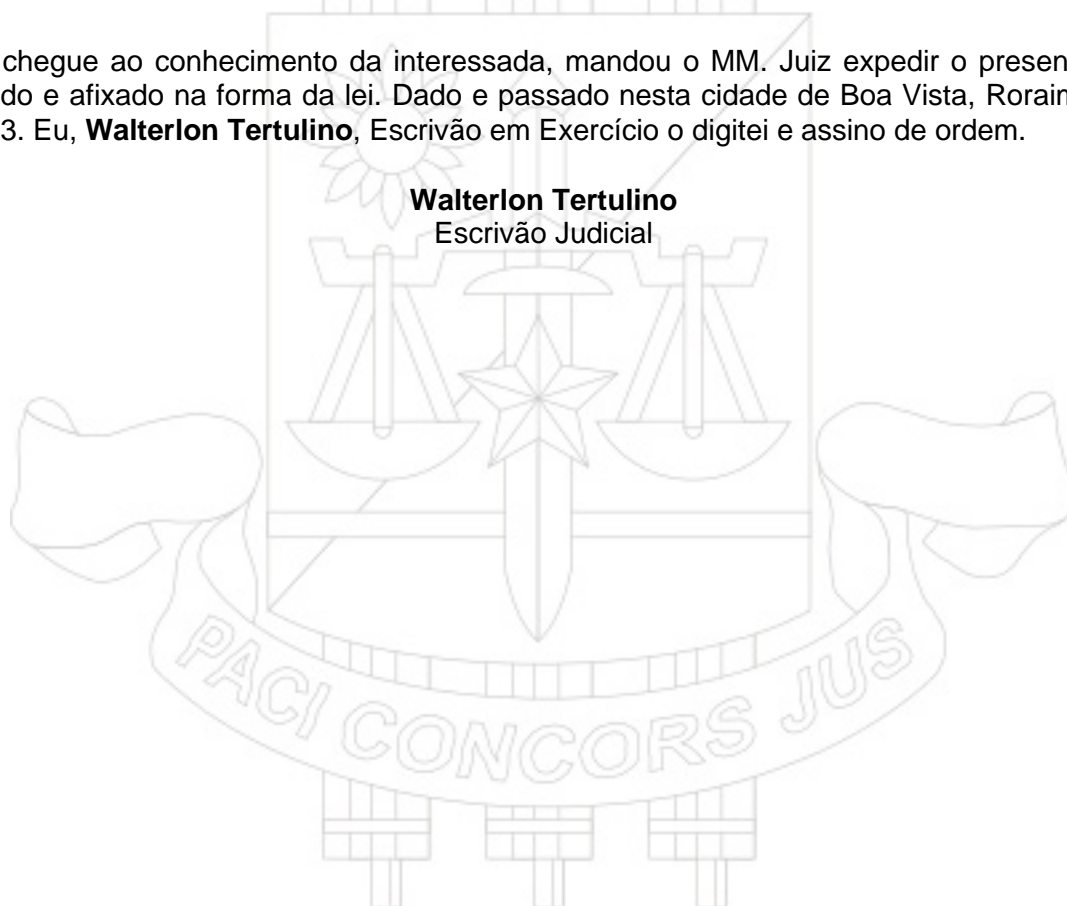 chegue ao conhecimento da interessada, mandou o MM. Juiz expedir o presen
do e afixado na forma da lei. Dado e passado nesta cidade de Boa Vista, Rorain
3. Eu, Walterlon Tertulino, Escrivão em Exercício o digitei e assino de ordem.
Walterlon Tertulino
Escrivão Judicial
PACI CONCORS JUS